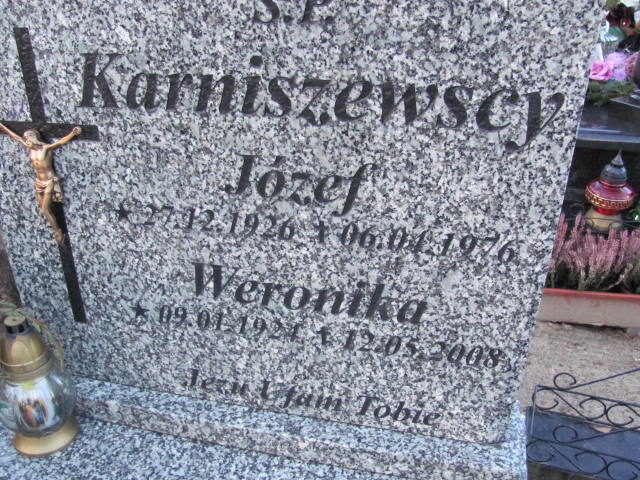 Ś.P.
Karniszewscy
Józef
★ 27.12.1926 ✝ 06.04.1976
Weronika
★ 09.01.1924 ✝ 12.05.2008
Jezu Ufam Tobie